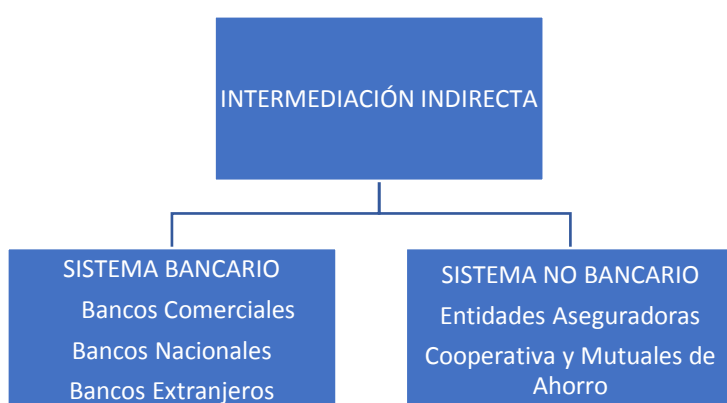 INTERMEDIACIÓN INDIRECTA
SISTEMA BANCARIO
Bancos Comerciales
Bancos Nacionales
Bancos Extranjeros
SISTEMA NO BANCARIO
Entidades Aseguradoras
Cooperativa y Mutuales de
Ahorro